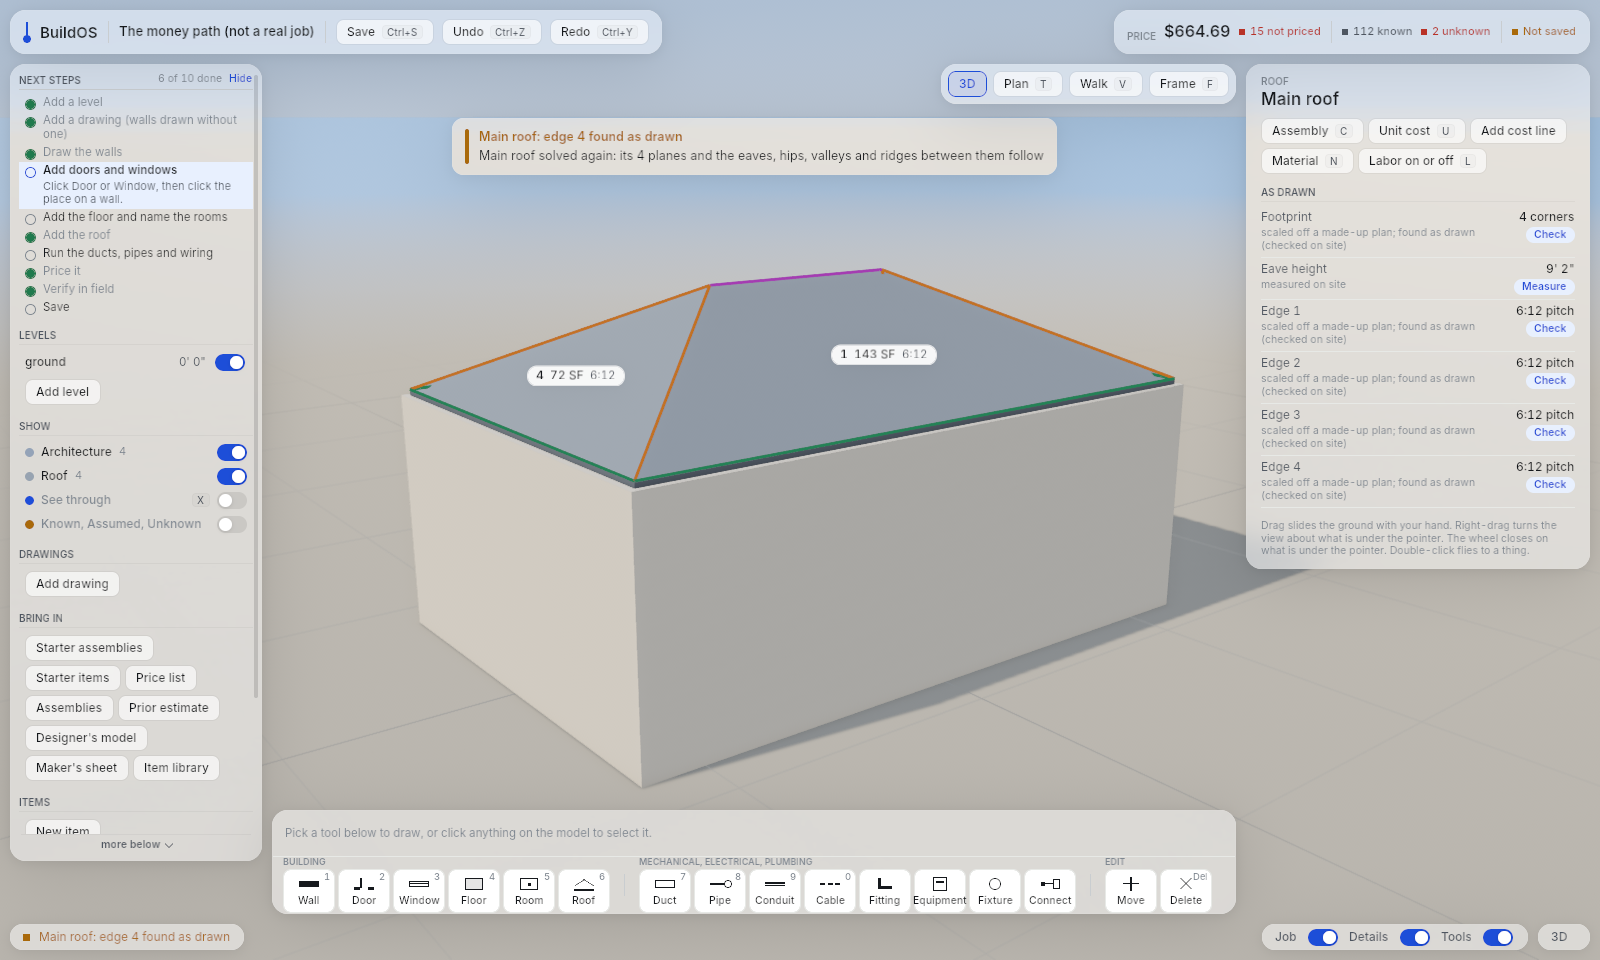 BuildOS
The money path (not a real job)
Save Ctrl+S
Undo Ctrl+Z
Redo Ctrl+Y
PRICE $664.69
15 not priced
112 known
2 unknown
Not saved
NEXT STEPS 6 of 10 done Hide
Add a level
Add a drawing (walls drawn without
one)
Draw the walls
Add doors and windows
Click Door or Window, then click the
place on a wall.
Add the floor and name the rooms
Add the roof
Run the ducts, pipes and wiring
Price it
Verify in field
Save
LEVELS
ground 0' 0"
Add level
SHOW
Architecture 4
Roof 4
See through X
Known, Assumed, Unknown
DRAWINGS
Add drawing
BRING IN
Starter assemblies
Starter items Price list
Assemblies Prior estimate
Designer's model
Maker's sheet Item library
ITEMS
New item
more below
3D
Plan T
Walk V
Frame F
Main roof: edge 4 found as drawn
Main roof solved again: its 4 planes and the eaves, hips, valleys and ridges between them follow
4 72 SF 6:12
1 143 SF 6:12
ROOF
Main roof
Assembly C Unit cost U Add cost line
Material N Labor on or off L
AS DRAWN
Footprint 4 corners
scaled off a made-up plan; found as drawn
(checked on site)
Check
Eave height 9' 2"
measured on site Measure
Edge 1 6:12 pitch
scaled off a made-up plan; found as drawn
(checked on site)
Check
Edge 2 6:12 pitch
scaled off a made-up plan; found as drawn
(checked on site)
Check
Edge 3 6:12 pitch
scaled off a made-up plan; found as drawn
(checked on site)
Check
Edge 4 6:12 pitch
scaled off a made-up plan; found as drawn
(checked on site)
Check
Drag slides the ground with your hand. Right-drag turns the
view about what is under the pointer. The wheel closes on
what is under the pointer. Double-click flies to a thing.
Pick a tool below to draw, or click anything on the model to select it.
BUILDING
1 Wall
2 Door
3 Window
4 Floor
5 Room
6 Roof
MECHANICAL, ELECTRICAL, PLUMBING
7 Duct
8 Pipe
9 Conduit
0 Cable
Fitting
Equipment
Fixture
Connect
EDIT
Move
Del Delete
Main roof: edge 4 found as drawn
Job Details Tools 3D